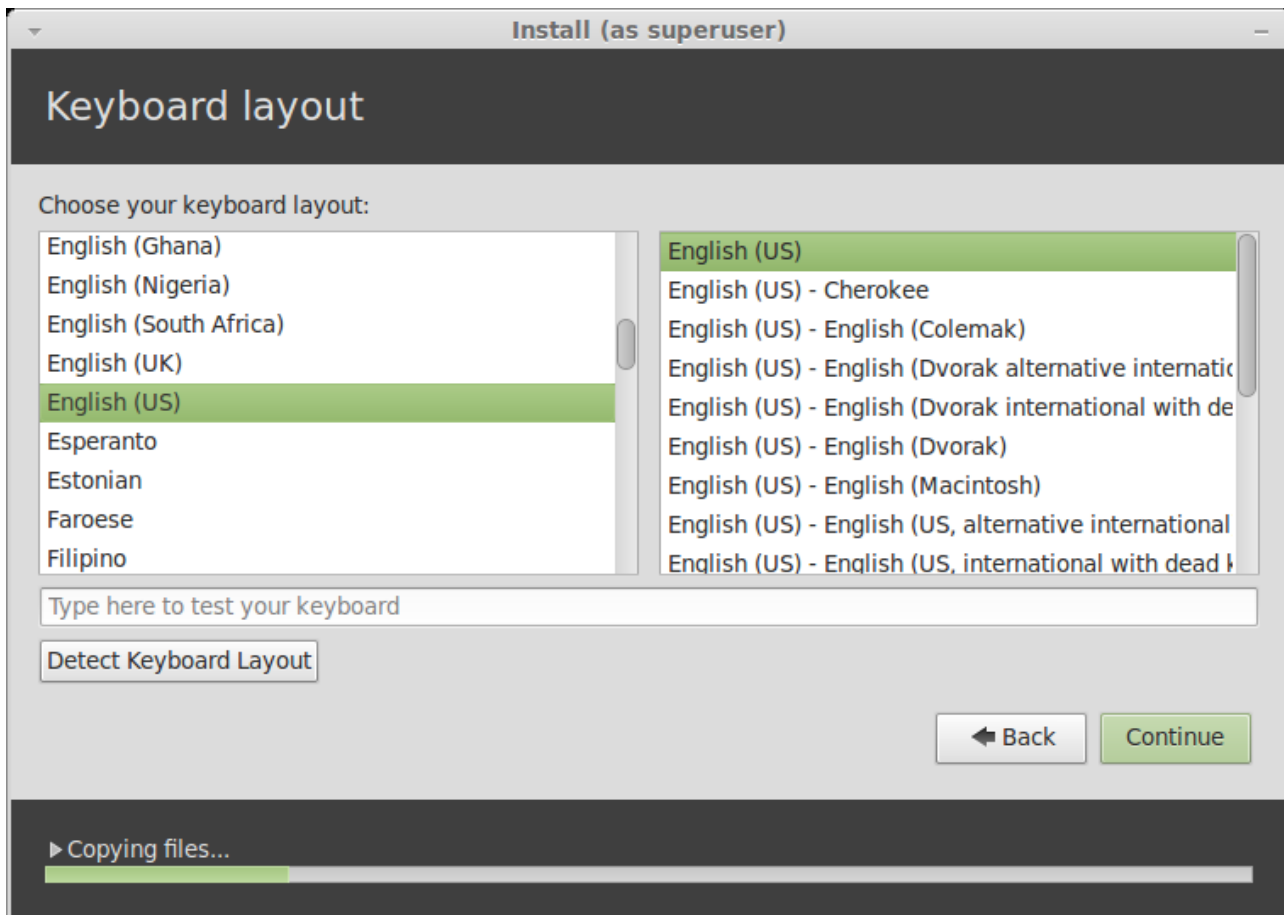 Install (as superuser)
Keyboard layout
Choose your keyboard layout:
English (Ghana)
English (Nigeria)
English (South Africa)
English (UK)
English (US)
Esperanto
Estonian
Faroese
Filipino
English (US)
English (US) - Cherokee
English (US) - English (Colemak)
English (US) - English (Dvorak alternative internatio
English (US) - English (Dvorak international with de
English (US) - English (Dvorak)
English (US) - English (Macintosh)
English (US) - English (US, alternative international
English (US) - English (US, international with dead k
Type here to test your keyboard
Detect Keyboard Layout
Back
Continue
Copying files...